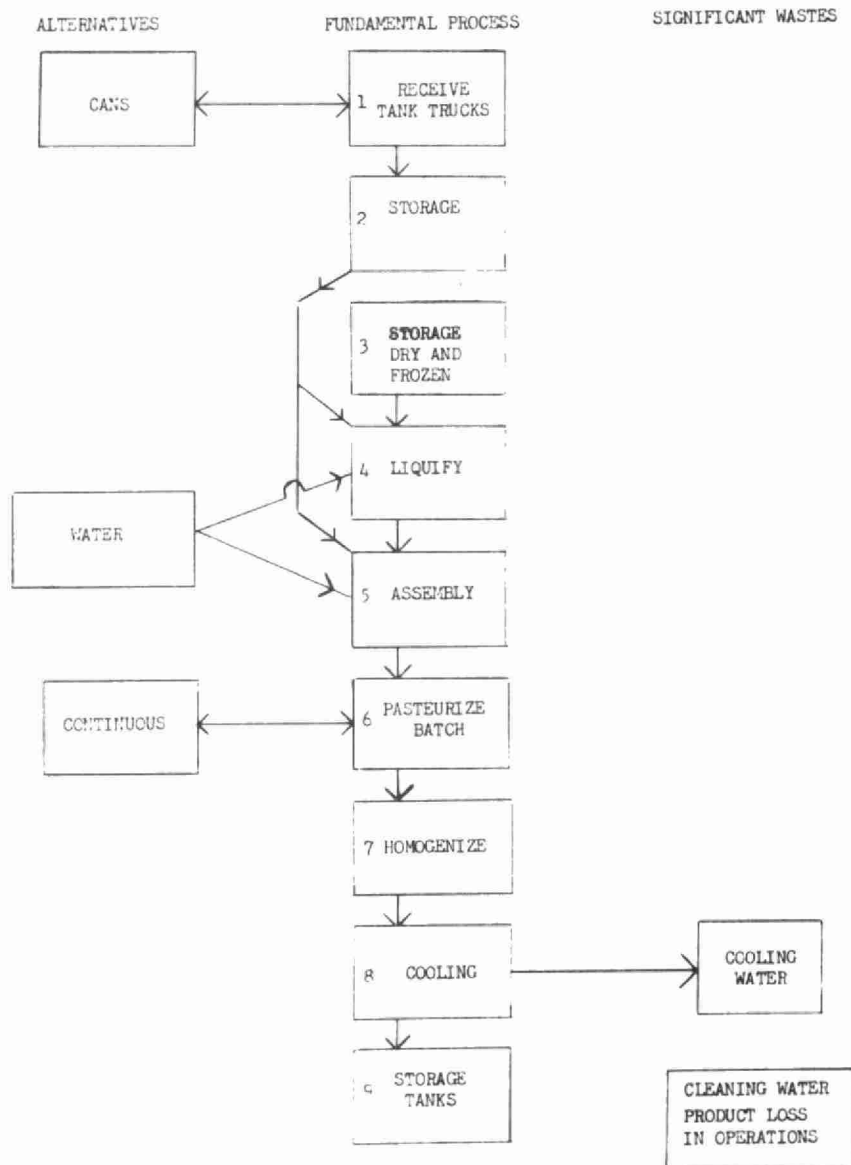 ALTERNATIVES
FUNDAMENTAL PROCESS
SIGNIFICANT WASTES
CANS
1 RECEIVE
TANK TRUCKS
2 STORAGE
3 STORAGE
DRY AND
FROZEN
4 LIQUIFY
WATER
5 ASSEMBLY
CONTINUOUS
6 PASTEURIZE
BATCH
7 HOMOGENIZE
8 COOLING
COOLING
WATER
9 STORAGE
TANKS
CLEANING WATER
PRODUCT LOSS
IN OPERATIONS